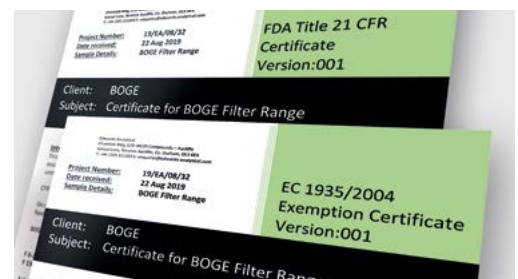 Project Number: 19/EA/08/32
Date received: 22 Aug 2019
Sample Details: BOGE Filter Range
FDA Title 21 CFR
Certificate
Version:001
Client: BOGE
Subject: Certificate for BOGE Filter Range
Project Number: 19/EA/08/32
Date received: 22 Aug 2019
Sample Details: BOGE Filter Range
EC 1935/2004
Exemption Certificate
Version:001
Client: BOGE
Subject: Certificate for BOGE Filter Range